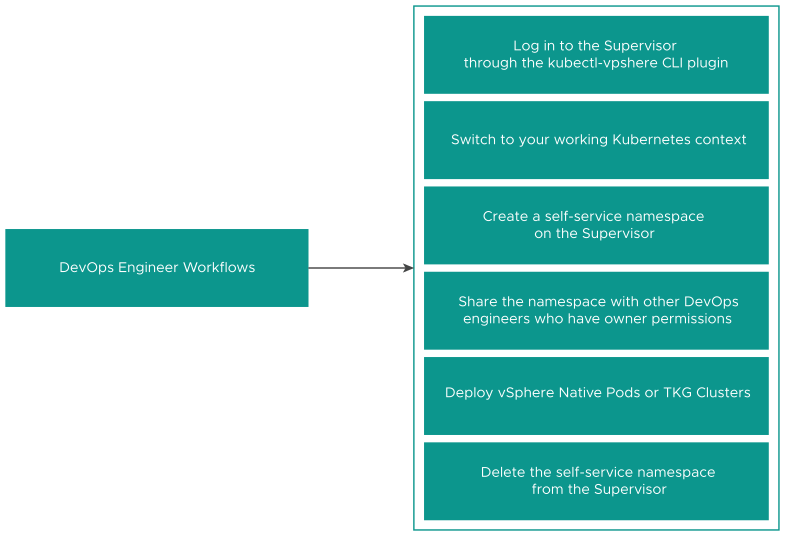 DevOps Engineer Workflows
Log in to the Supervisor
through the kubectl-vpshere CLI plugin
Switch to your working Kubernetes context
Create a self-service namespace
on the Supervisor
Share the namespace with other DevOps
engineers who have owner permissions
Deploy vSphere Native Pods or TKG Clusters
Delete the self-service namespace
from the Supervisor